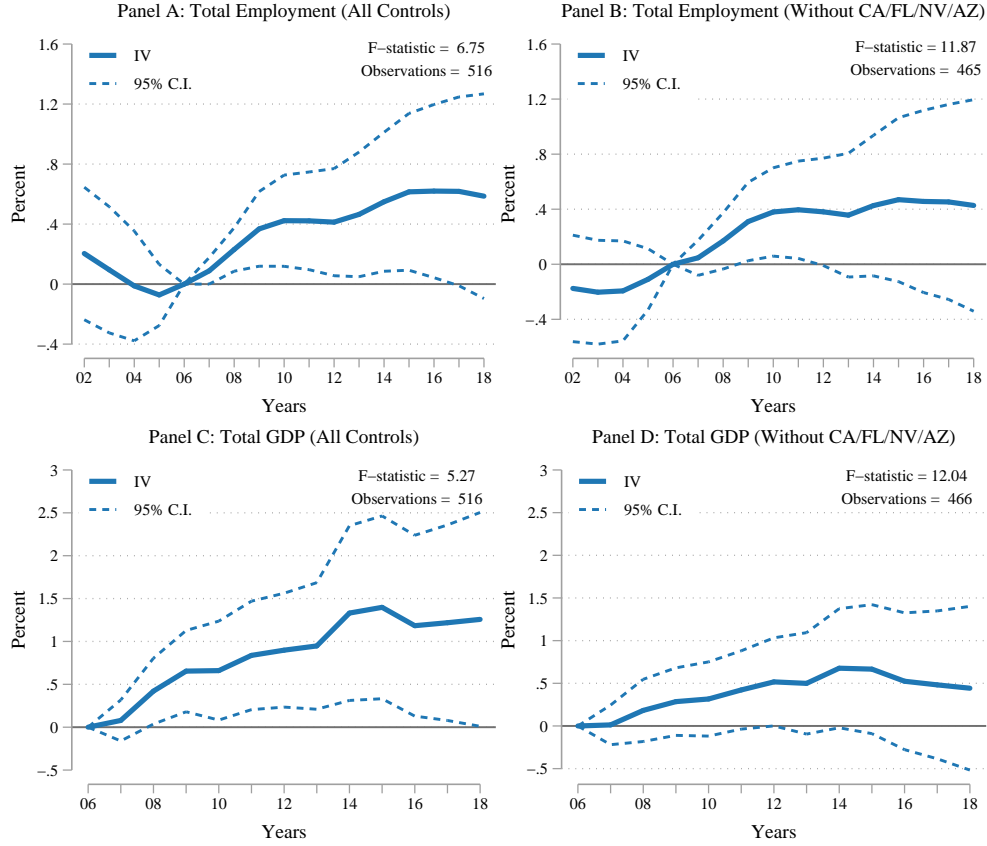 Panel A: Total Employment (All Controls)
1.6
1.2
.8
.4
0
−.4
Percent
IV
95% C.I.
F−statistic = 6.75
Observations = 516
02 04 06 08 10 12 14 16 18
Years
Panel B: Total Employment (Without CA/FL/NV/AZ)
1.6
1.2
.8
.4
0
−.4
Percent
IV
95% C.I.
F−statistic = 11.87
Observations = 465
02 04 06 08 10 12 14 16 18
Years
Panel C: Total GDP (All Controls)
3
2.5
2
1.5
1
.5
0
−.5
Percent
IV
95% C.I.
F−statistic = 5.27
Observations = 516
06 08 10 12 14 16 18
Years
Panel D: Total GDP (Without CA/FL/NV/AZ)
3
2.5
2
1.5
1
.5
0
−.5
Percent
IV
95% C.I.
F−statistic = 12.04
Observations = 466
06 08 10 12 14 16 18
Years